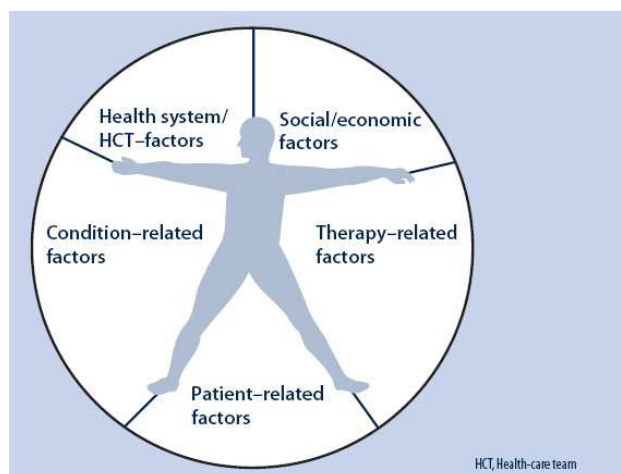 Health system/
HCT–factors
Social/economic
factors
Condition–related
factors
Therapy–related
factors
Patient–related
factors
HCT, Health-care team